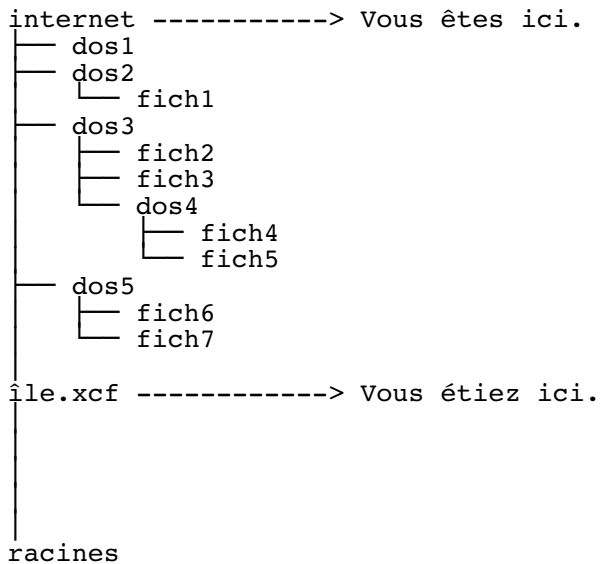 internet -----------> Vous êtes ici.
├── dos1
├── dos2
│   └── fich1
├── dos3
│   ├── fich2
│   ├── fich3
│   └── dos4
│       ├── fich4
│       └── fich5
├── dos5
│   ├── fich6
│   └── fich7
│
île.xcf ------------> Vous étiez ici.
│
│
│
│
│
racines